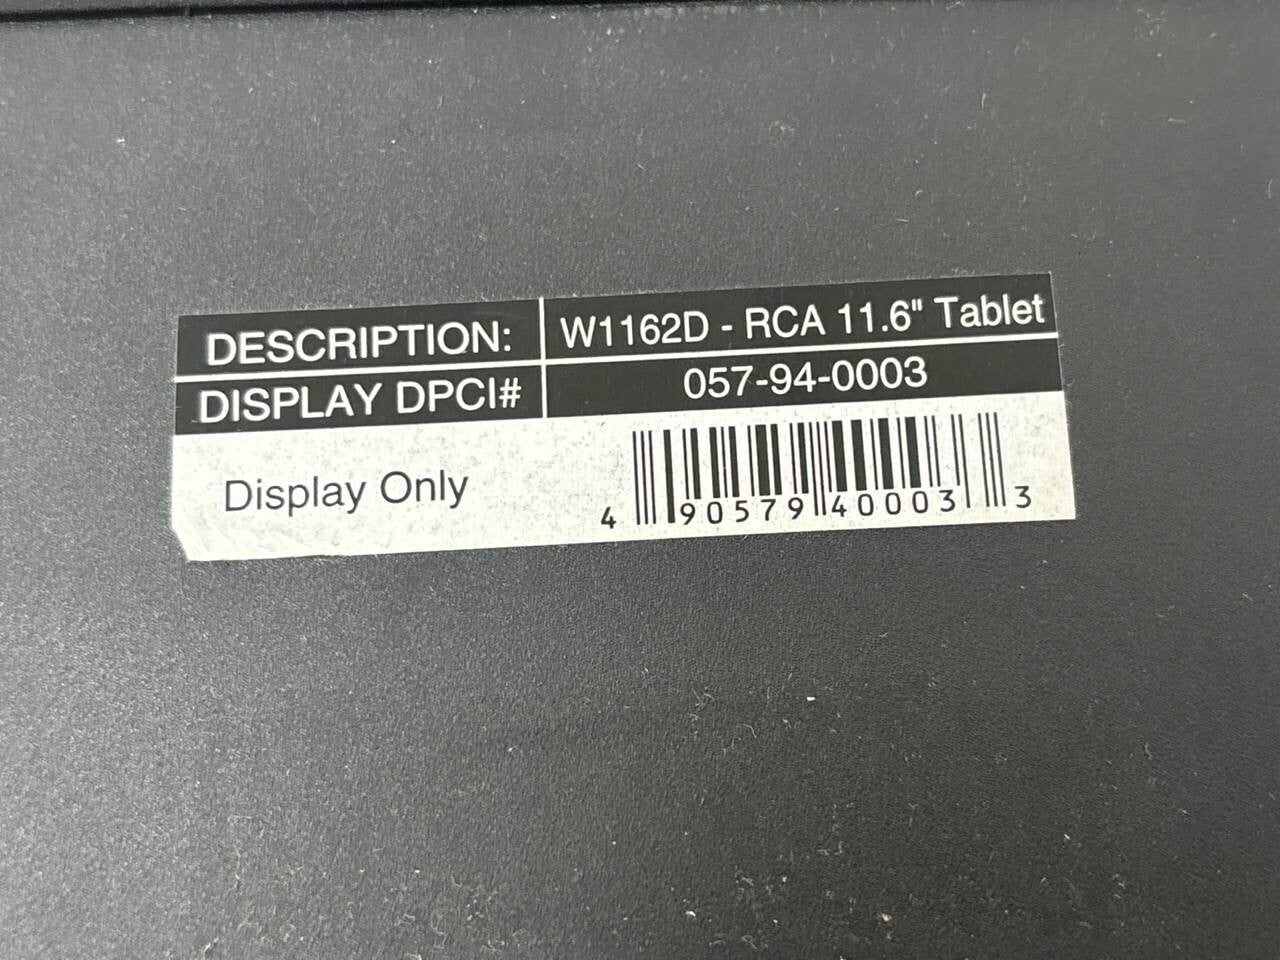 DESCRIPTION: W1162D - RCA 11.6" Tablet
DISPLAY DPCI# 057-94-0003
Display Only
4 90579 40003 3